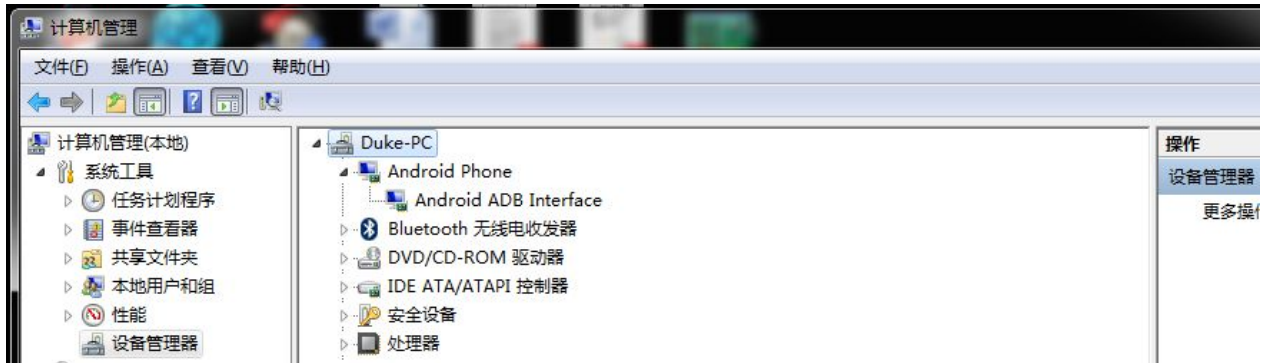 计算机管理
文件(F) 操作(A) 查看(V) 帮助(H)
计算机管理(本地)
系统工具
任务计划程序
事件查看器
共享文件夹
本地用户和组
性能
设备管理器
Duke-PC
Android Phone
Android ADB Interface
Bluetooth 无线电收发器
DVD/CD-ROM 驱动器
IDE ATA/ATAPI 控制器
安全设备
处理器
操作
设备管理器
更多操